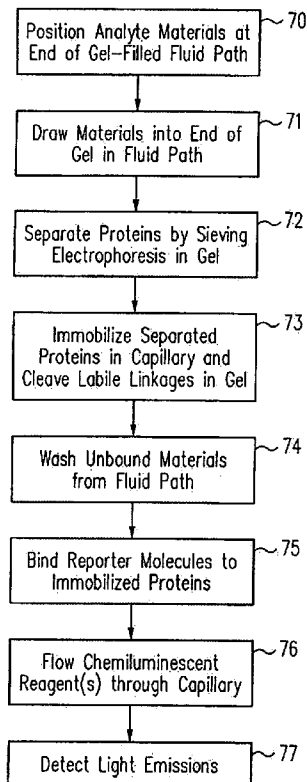 Position Analyte Materials at
End of Gel-Filled Fluid Path
70
Draw Materials into End of
Gel in Fluid Path
71
Separate Proteins by Sieving
Electrophoresis in Gel
72
Immobilize Separated
Proteins in Capillary and
Cleave Labile Linkages in Gel
73
Wash Unbound Materials
from Fluid Path
74
Bind Reporter Molecules to
Immobilized Proteins
75
Flow Chemiluminescent
Reagent(s) through Capillary
76
Detect Light Emissions
77